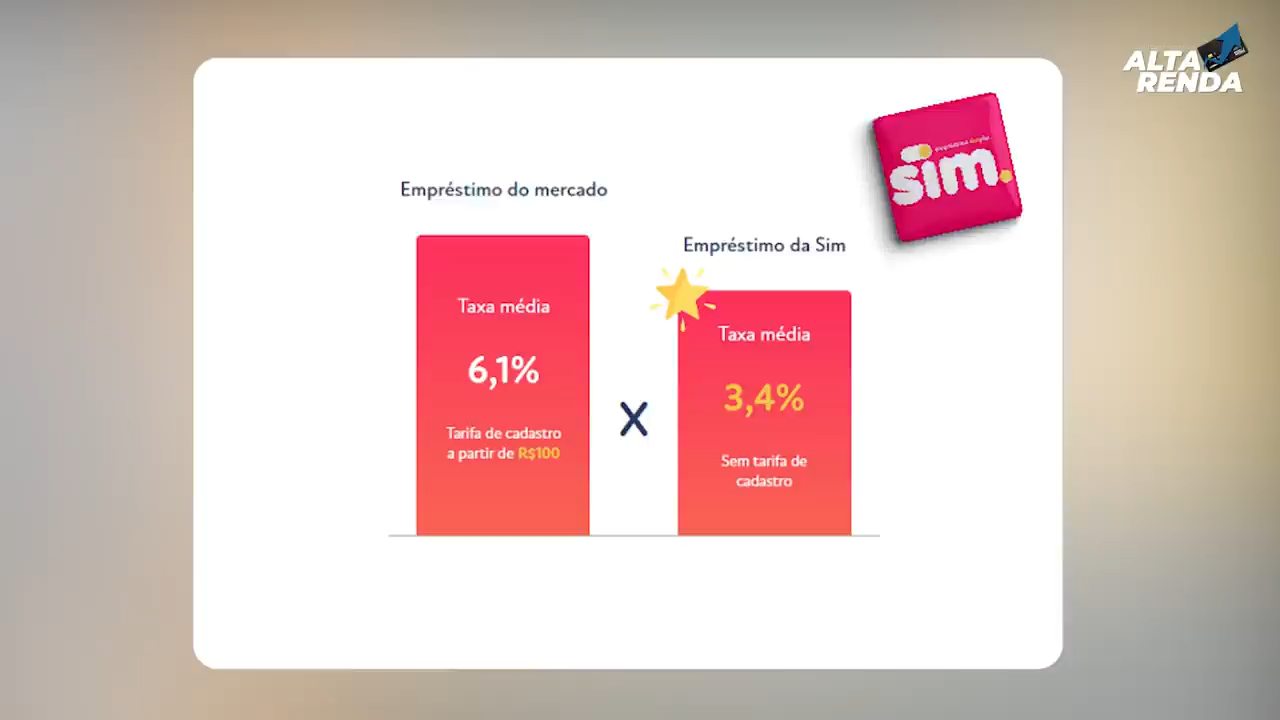 ALTA
RENDA
sim.
Empréstimo do mercado
Taxa média
6,1%
Tarifa de cadastro
a partir de R$100
X
Empréstimo da Sim
Taxa média
3,4%
Sem tarifa de
cadastro